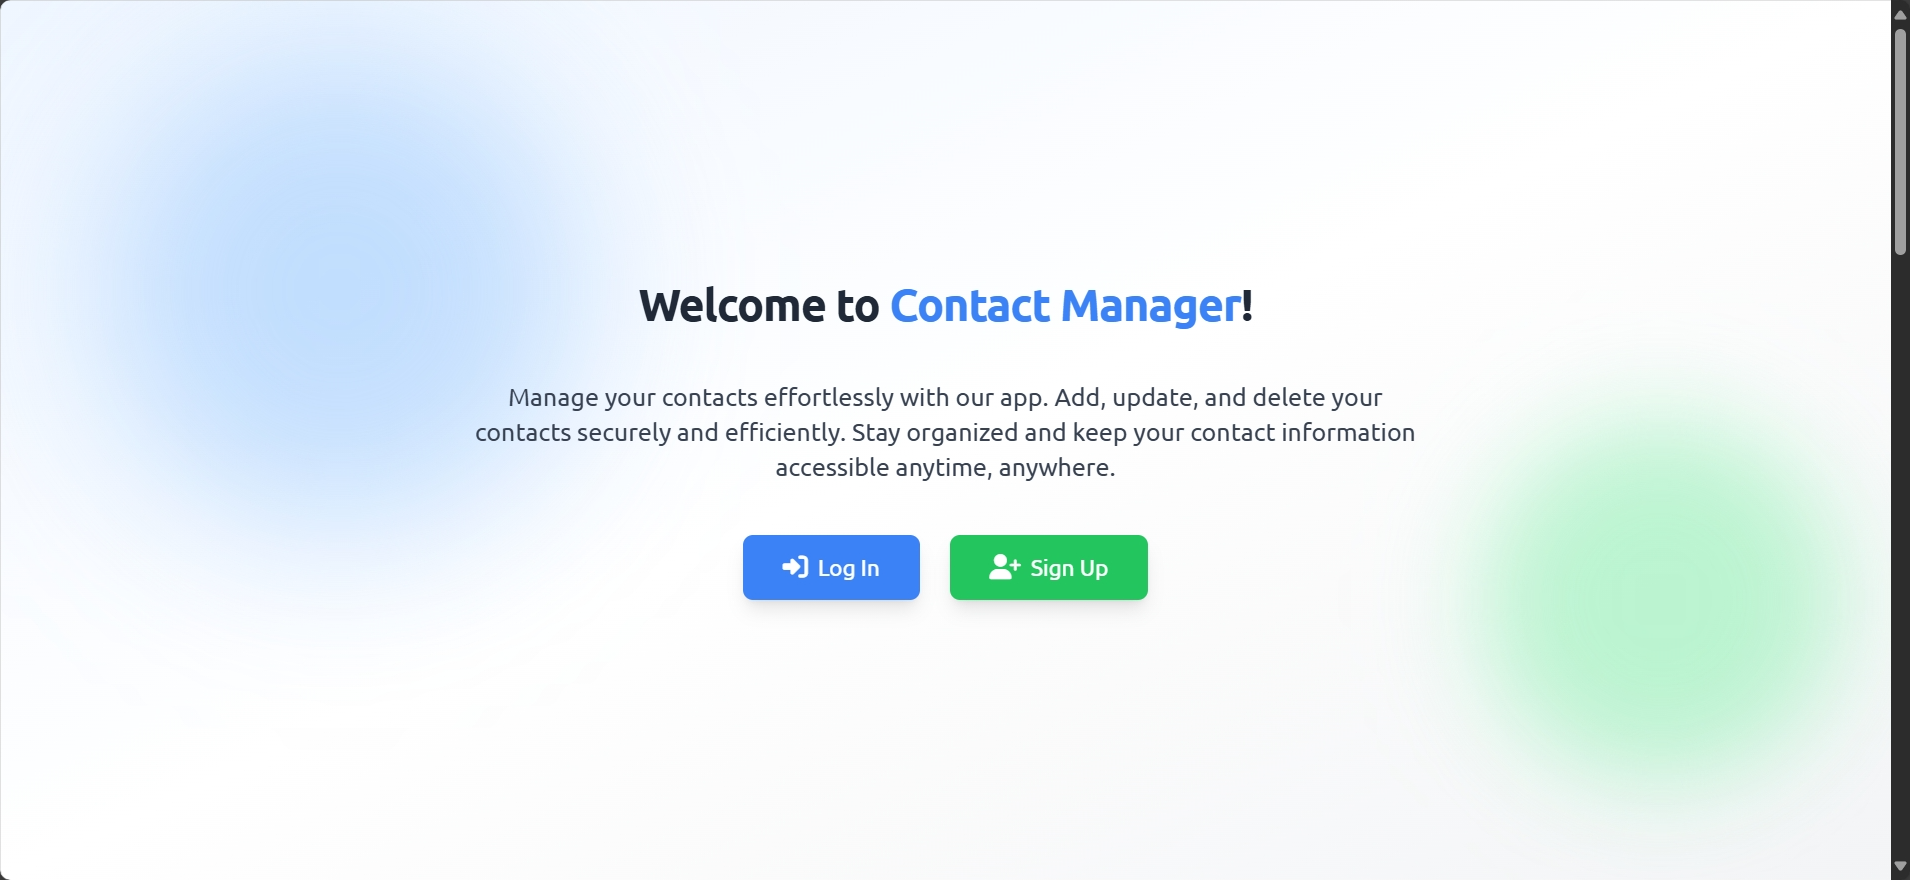 Welcome to Contact Manager!
Manage your contacts effortlessly with our app. Add, update, and delete your
contacts securely and efficiently. Stay organized and keep your contact information
accessible anytime, anywhere.
Log In
Sign Up